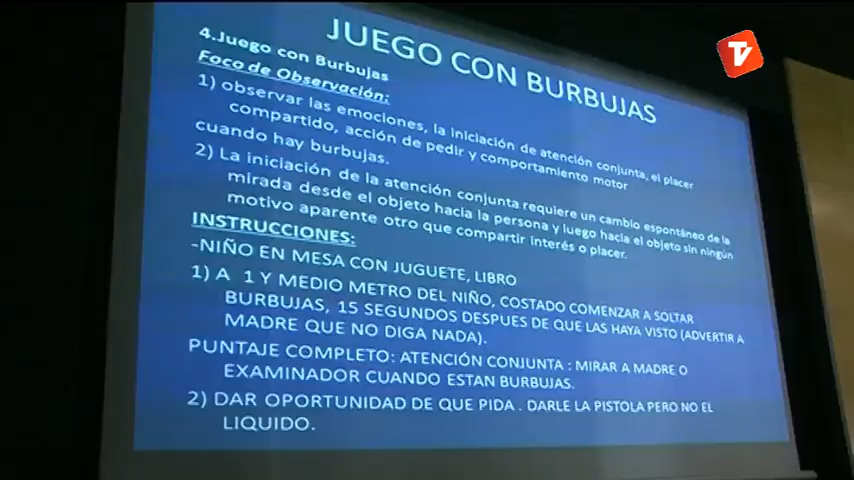 JUEGO CON BURBUJAS
4.Juego con Burbujas
Foco de Observación:
1) observar las emociones, la iniciación de atención conjunta, el placer
compartido, acción de pedir y comportamiento motor
cuando hay burbujas.
2) La iniciación de la atención conjunta requiere un cambio espontáneo de la
mirada desde el objeto hacia la persona y luego hacia el objeto sin ningún
motivo aparente otro que compartir interés o placer.
INSTRUCCIONES:
-NIÑO EN MESA CON JUGUETE, LIBRO
1) A 1 Y MEDIO METRO DEL NIÑO, COSTADO COMENZAR A SOLTAR
BURBUJAS, 15 SEGUNDOS DESPUES DE QUE LAS HAYA VISTO (ADVERTIR A
MADRE QUE NO DIGA NADA).
PUNTAJE COMPLETO: ATENCIÓN CONJUNTA : MIRAR A MADRE O
EXAMINADOR CUANDO ESTAN BURBUJAS.
2) DAR OPORTUNIDAD DE QUE PIDA . DARLE LA PISTOLA PERO NO EL
LIQUIDO.
TV